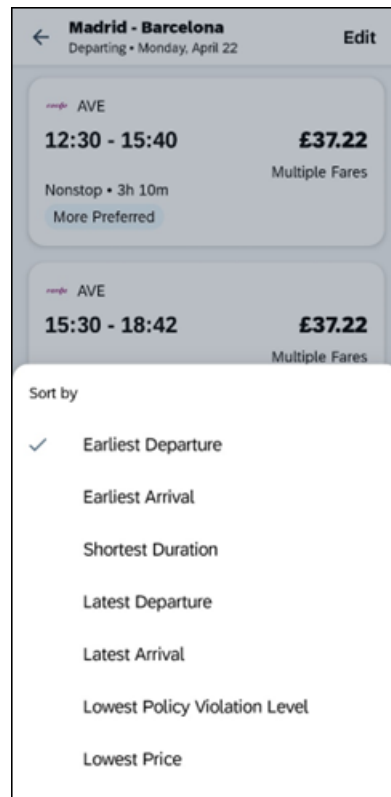 Madrid - Barcelona
Edit
Departing • Monday, April 22
renfe AVE
12:30 - 15:40 £37.22
Multiple Fares
Nonstop • 3h 10m
More Preferred
renfe AVE
15:30 - 18:42 £37.22
Multiple Fares
Sort by
Earliest Departure
Earliest Arrival
Shortest Duration
Latest Departure
Latest Arrival
Lowest Policy Violation Level
Lowest Price